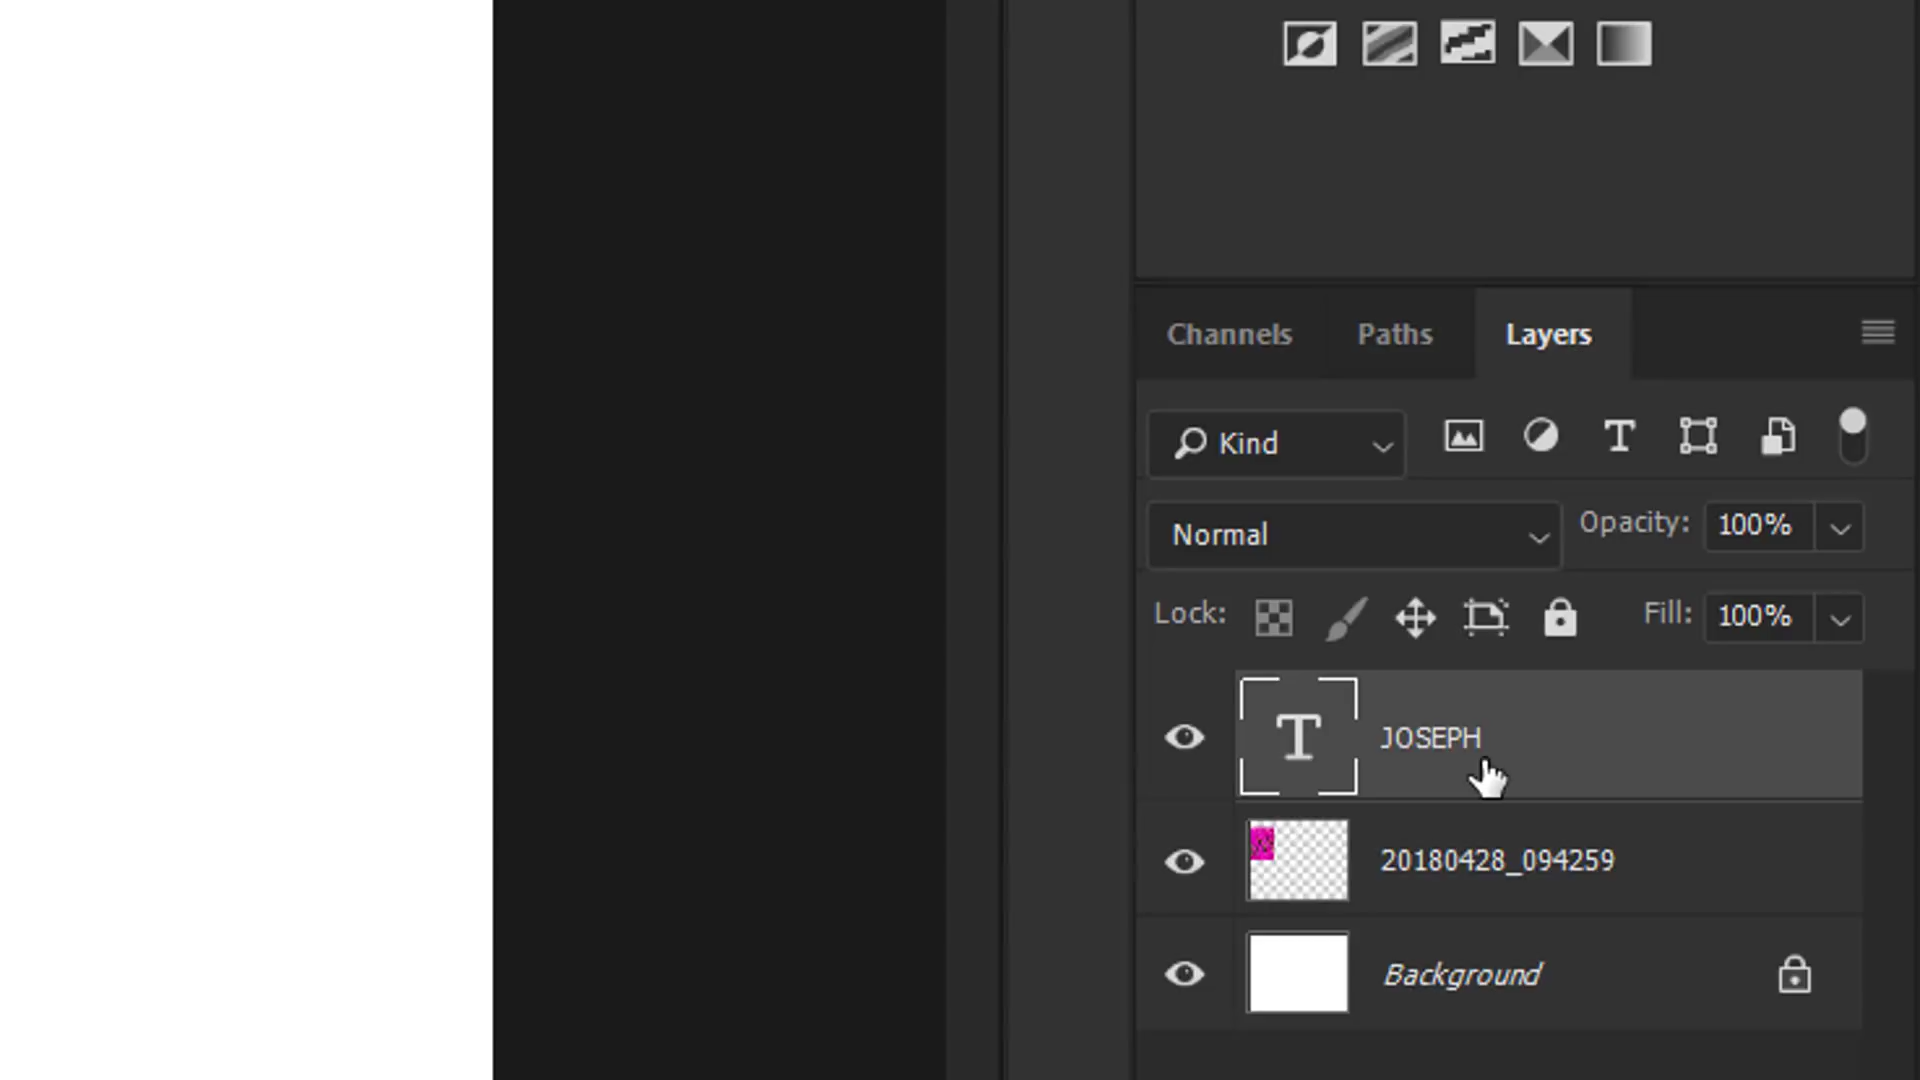 Channels Paths Layers
Kind
Normal Opacity: 100%
Lock: Fill: 100%
JOSEPH
20180428_094259
Background